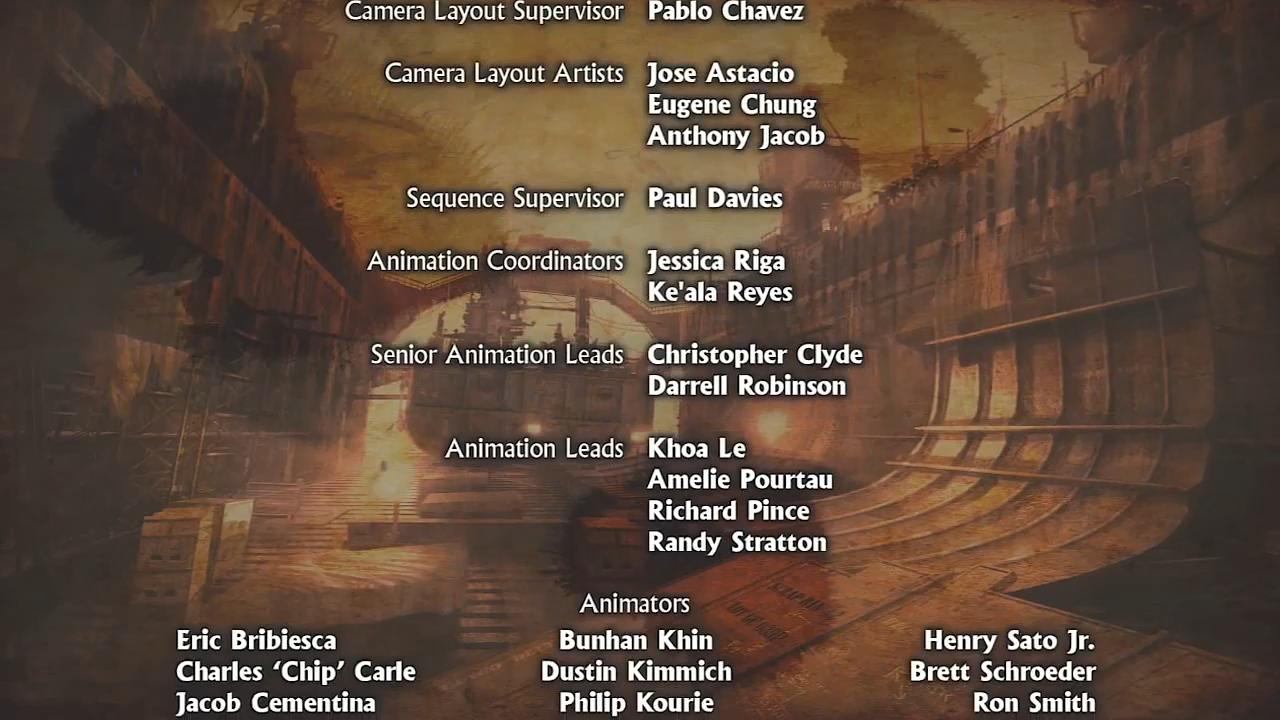 Camera Layout Supervisor Pablo Chavez
Camera Layout Artists Jose Astacio
Eugene Chung
Anthony Jacob
Sequence Supervisor Paul Davies
Animation Coordinators Jessica Riga
Ke'ala Reyes
Senior Animation Leads Christopher Clyde
Darrell Robinson
Animation Leads Khoa Le
Amelie Pourtau
Richard Pince
Randy Stratton
Animators
Eric Bribiesca Bunhan Khin Henry Sato Jr.
Charles ‘Chip’ Carle Dustin Kimmich Brett Schroeder
Jacob Cementina Philip Kourie Ron Smith